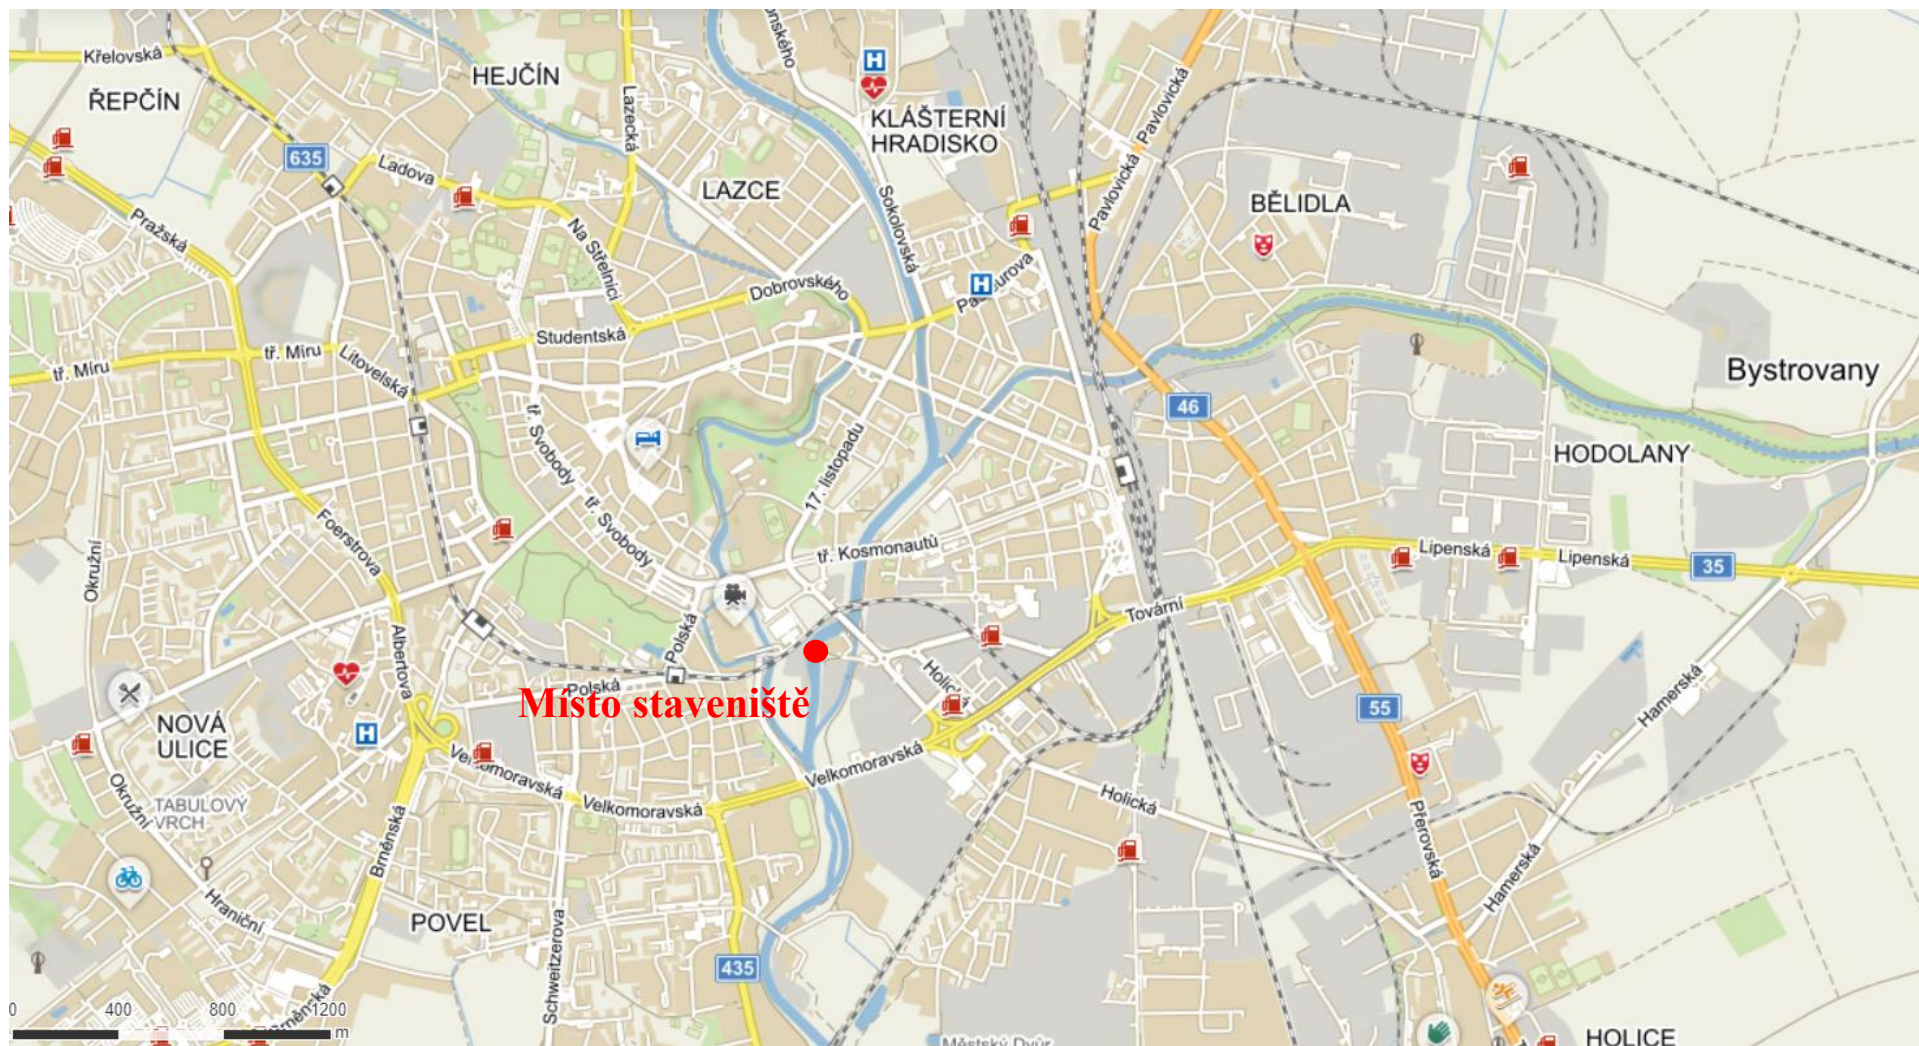 Křelovská
ŘEPČÍN
HEJČÍN
635
Ladova
Lazecká
KLÁŠTERNÍ
HRADISKO
H
LAZCE
Sokolovská
Pavlovická
Pavlovická
BĚLIDLA
Pražská
Na Střelnici
Dobrovského
Studentská
H
tř. Míru
tř. Míru
Litovelská
46
Bystrovany
HODOLANY
tř. Svobody
tř. Svobody
17. listopadu
tř. Kosmonautů
Foerstrova
Okružní
Lipenská
Lipenská
35
Tovární
Albertova
Polská
Polská
Místo staveniště
Holická
Hamerská
55
NOVÁ
ULICE
H
Velkomoravská
Velkomoravská
Velkomoravská
Okružní
TABULOVÝ
VRCH
Brněnská
Holická
Přerovská
Hamerská
Hraniční
POVEL
Schweitzerova
435
Brněnská
0 400 800 1200
m
Městský Dvůr
HOLICE